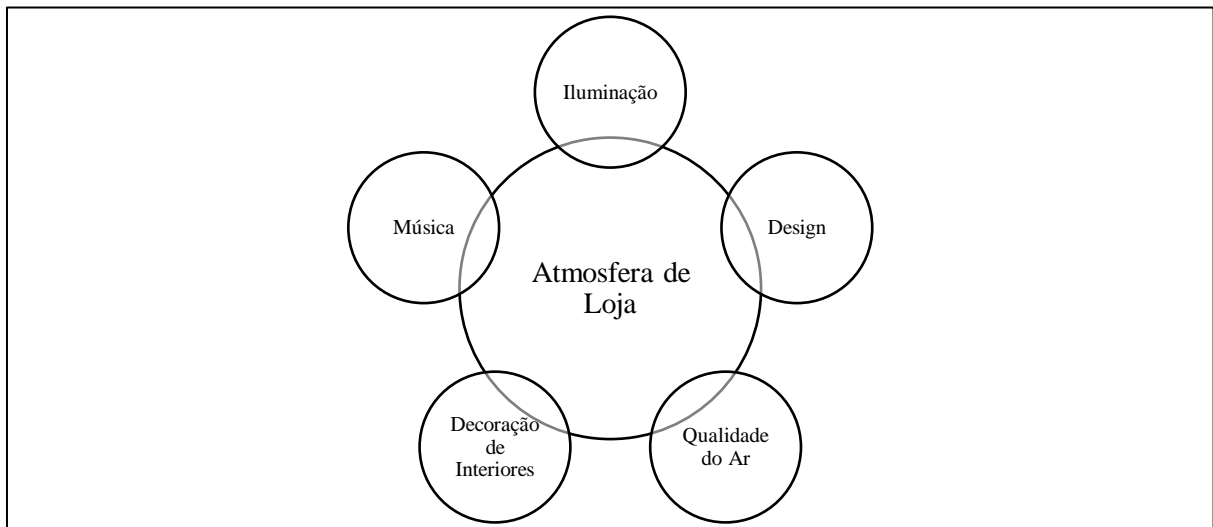 Iluminação
Música
Design
Atmosfera de
Loja
Decoração
de
Interiores
Qualidade
do Ar